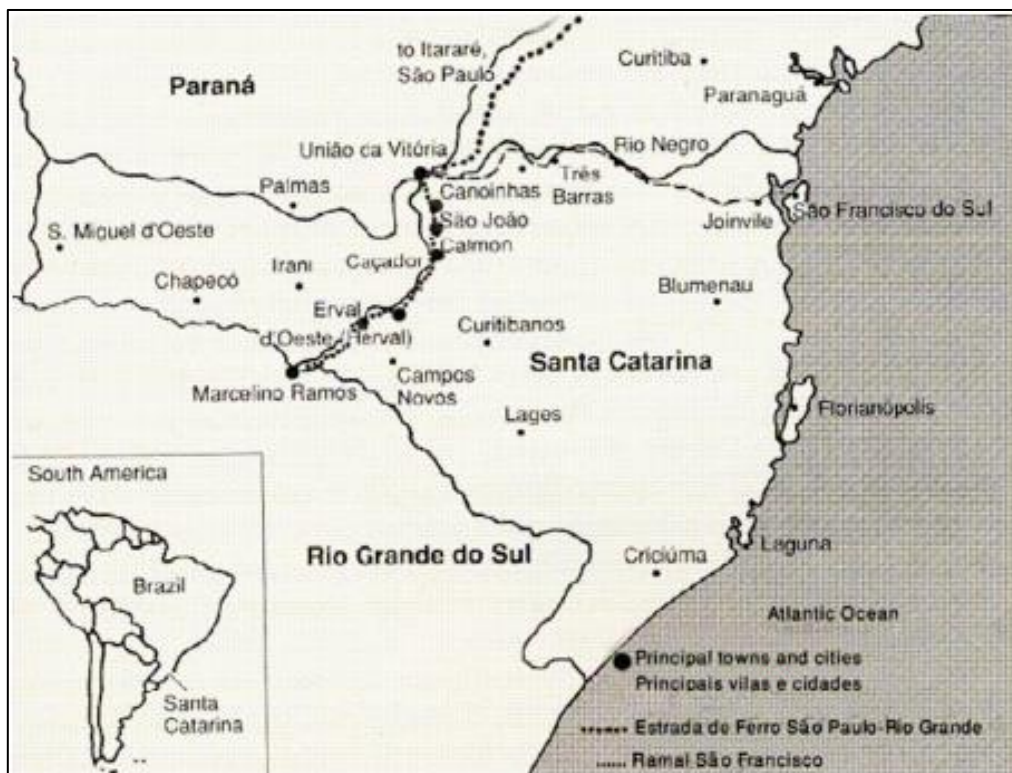 to Itararé,
São Paulo
Curitiba
Paraná
Paranaguá
União ca Vitória
Rio Negro
Palmas
Canoinhas
Três
Barras
São João
Joinvile
São Francisco do Sul
S. Miquel d'Oeste
Calmon
Irani
Caçador
Chapecó
Blumenau
Erval
d'Oeste (Herval)
Curitibanos
Santa Catarina
Marcelino Ramos
Campos
Novos
Florianópolis
Lages
South America
Rio Grande do Sul
Laguna
Criciúma
Brazil
Atlantic Ocean
Principal towns and cities
Principais vilas e cidades
Santa
Catarina
Estrada de Ferro São Paulo-Rio Grande
Ramal São Francisco